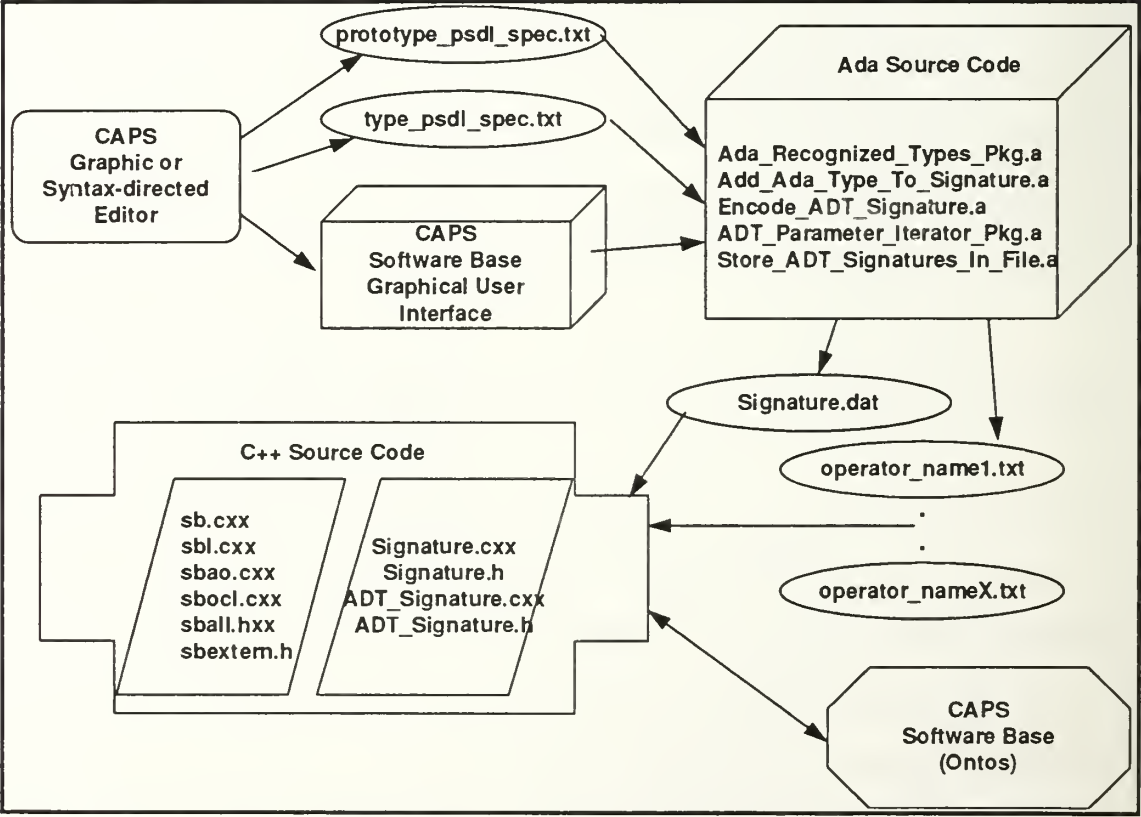 prototype_psdl_spec.txt
type_psdl_spec.txt
CAPS
Graphic or
Syntax-directed
Editor
CAPS
Software Base
Graphical User
Interface
Ada Source Code
Ada_Recognized_Types_Pkg.a
Add_Ada_Type_To_Signature.a
Encode_ADT_Signature.a
ADT_Parameter_Iterator_Pkg.a
Store_ADT_Signatures_In_File.a
Signature.dat
operator_name1.txt
.
.
operator_nameX.txt
C++ Source Code
sb.cxx
sbl.cxx
sbao.cxx
sbocl.cxx
sball.hxx
sbextern.h
Signature.cxx
Signature.h
ADT_Signature.cxx
ADT_Signature.h
CAPS
Software Base
(Ontos)